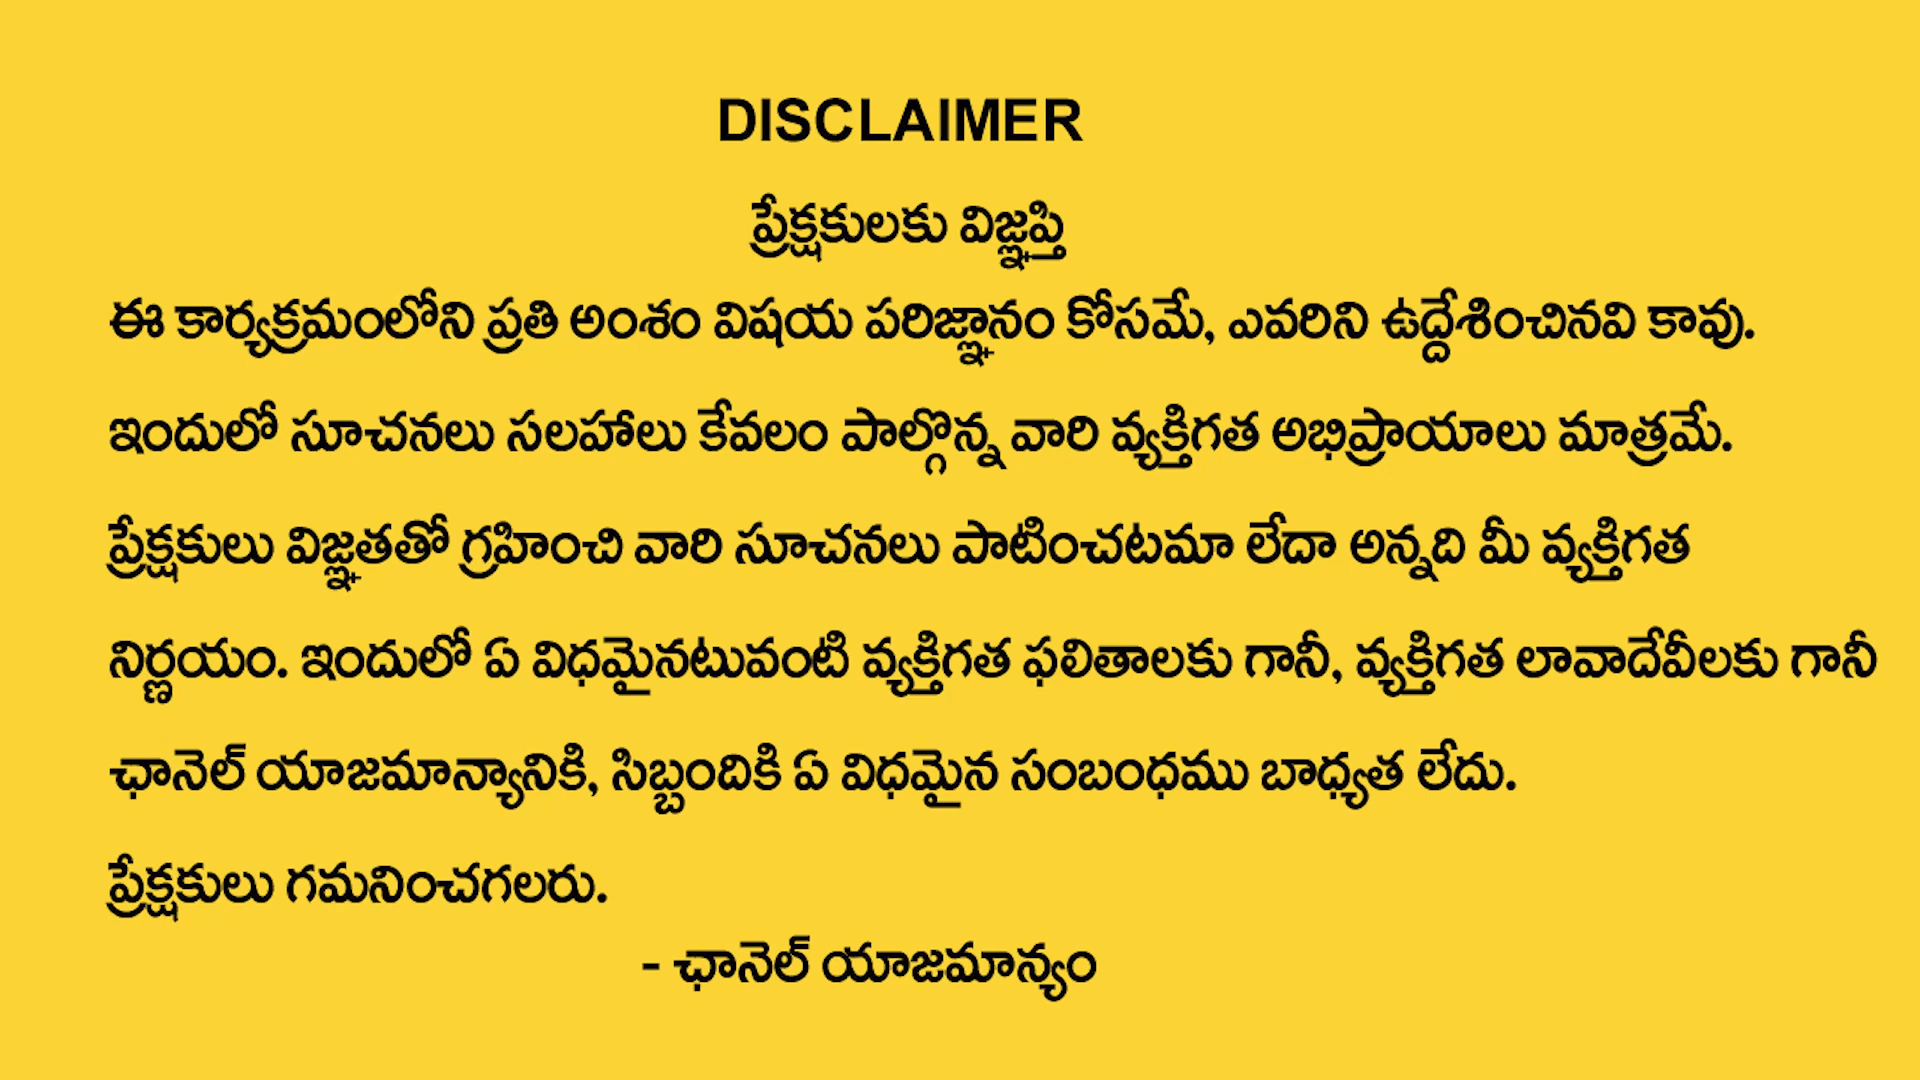 DISCLAIMER
ప్రేక్షకులకు విజ్ఞప్తి
ఈ కార్యక్రమంలోని ప్రతి అంశం విషయ పరిజ్ఞానం కోసమే, ఎవరిని ఉద్దేశించినవి కావు.
ఇందులో సూచనలు సలహాలు కేవలం పాల్గొన్న వారి వ్యక్తిగత అభిప్రాయాలు మాత్రమే.
ప్రేక్షకులు విజ్ఞతతో గ్రహించి వారి సూచనలు పాటించటమా లేదా అన్నది మీ వ్యక్తిగత
నిర్ణయం. ఇందులో ఏ విధమైనటువంటి వ్యక్తిగత ఫలితాలకు గానీ, వ్యక్తిగత లావాదేవీలకు గానీ
ఛానెల్ యాజమాన్యానికి, సిబ్బందికి ఏ విధమైన సంబంధము బాధ్యత లేదు.
ప్రేక్షకులు గమనించగలరు.
- ఛానెల్ యాజమాన్యం